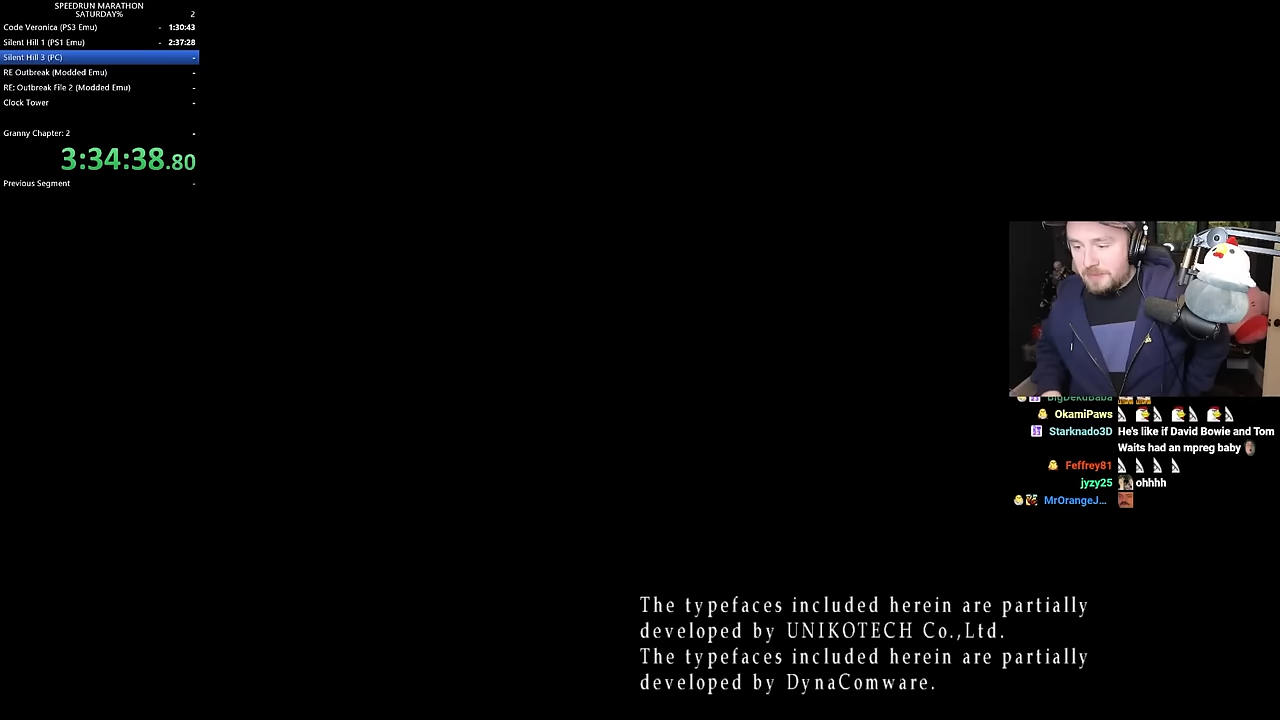 SPEEDRUN MARATHON
SATURDAY% 2
Code Veronica (PS3 Emu) - 1:30:43
Silent Hill 1 (PS1 Emu) - 2:37:28
Silent Hill 3 (PC) -
RE Outbreak (Modded Emu) -
RE: Outbreak File 2 (Modded Emu) -
Clock Tower -
Granny Chapter: 2 -
3:34:38.80
Previous Segment -
BigDekuBaba
OkamiPaws
Starknado3D He's like if David Bowie and Tom
Waits had an mpreg baby
Feffrey81
jyzy25 ohhhh
MrOrangeJ...
The typefaces included herein are partially
developed by UNIKOTECH Co.,Ltd.
The typefaces included herein are partially
developed by DynaComware.